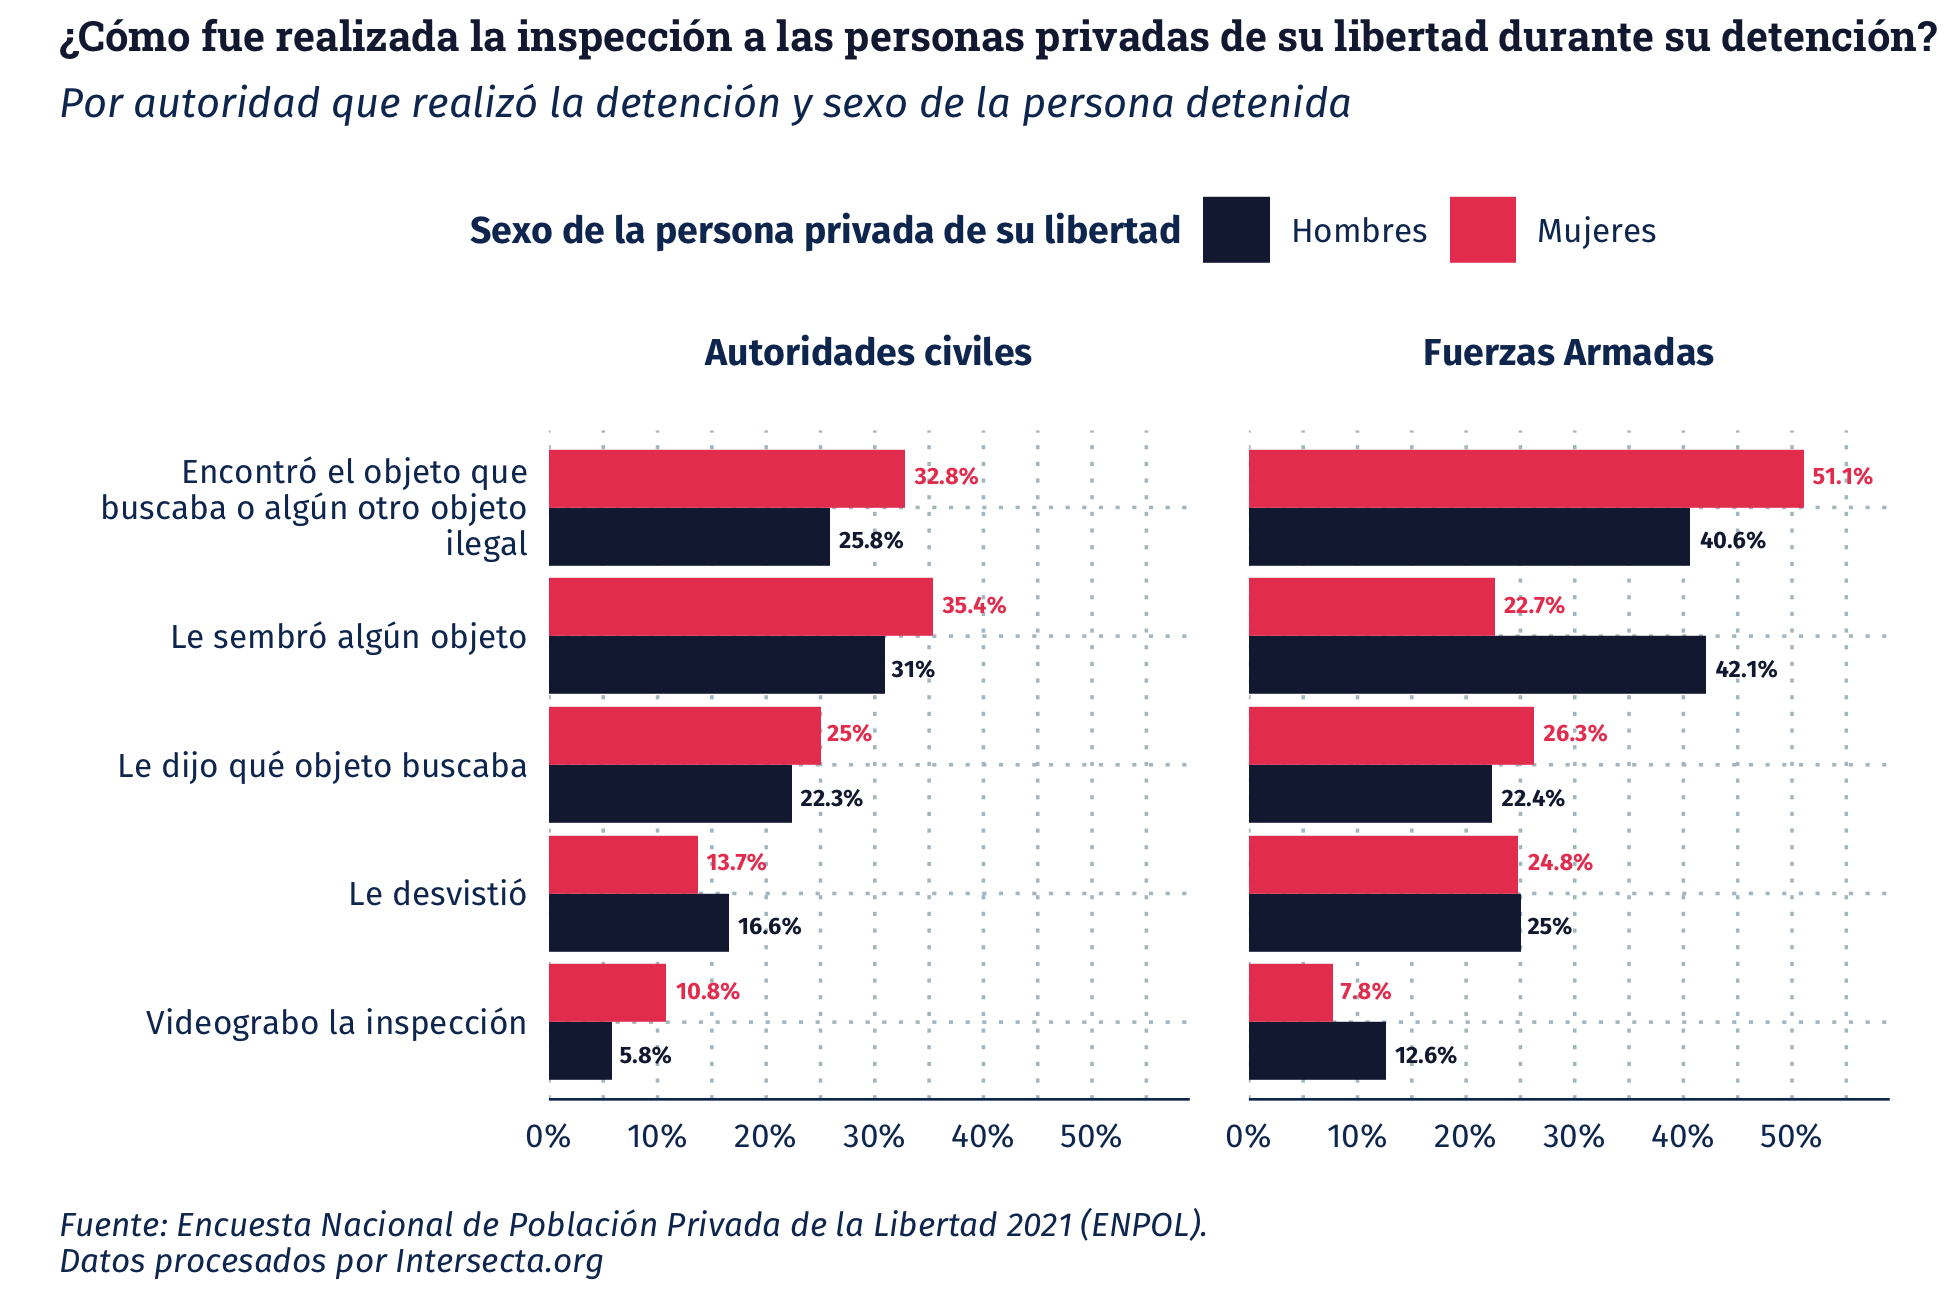 ¿Cómo fue realizada la inspección a las personas privadas de su libertad durante su detención?
Por autoridad que realizó la detención y sexo de la persona detenida
Sexo de la persona privada de su libertad Hombres Mujeres
Autoridades civiles
Fuerzas Armadas
Encontró el objeto que
buscaba o algún otro objeto
ilegal
32.8%
25.8%
51.1%
40.6%
Le sembró algún objeto
35.4%
31%
22.7%
42.1%
Le dijo qué objeto buscaba
25%
22.3%
26.3%
22.4%
Le desvistió
13.7%
16.6%
24.8%
25%
Videograbo la inspección
10.8%
5.8%
7.8%
12.6%
0% 10% 20% 30% 40% 50%
0% 10% 20% 30% 40% 50%
Fuente: Encuesta Nacional de Población Privada de la Libertad 2021 (ENPOL).
Datos procesados por Intersecta.org